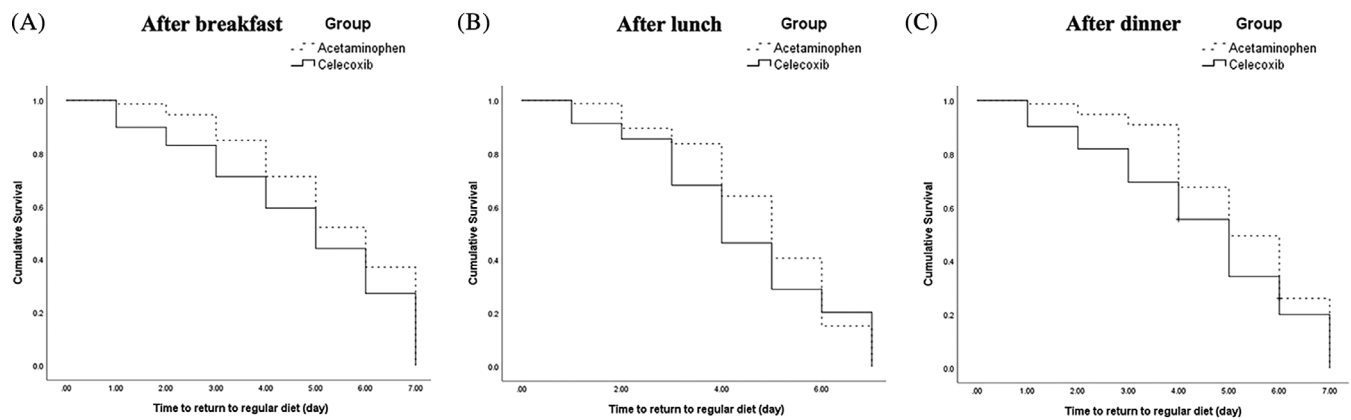 (A) After breakfast
Group
Acetaminophen
Celecoxib
Cumulative Survival
1.0
0.8
0.6
0.4
0.2
0.0
.00 1.00 2.00 3.00 4.00 5.00 6.00 7.00
Time to return to regular diet (day)
(B) After lunch
Group
Acetaminophen
Celecoxib
Cumulative Survival
1.0
0.8
0.6
0.4
0.2
0.0
.00 2.00 6.00
Time to return to regular diet (day)
(C) After dinner
Group
Acetaminophen
Celecoxib
Cumulative Survival
1.0
0.8
0.6
0.4
0.2
0.0
.00 1.00 2.00 3.00 4.00 5.00 6.00 7.00
Time to return to regular diet (day)